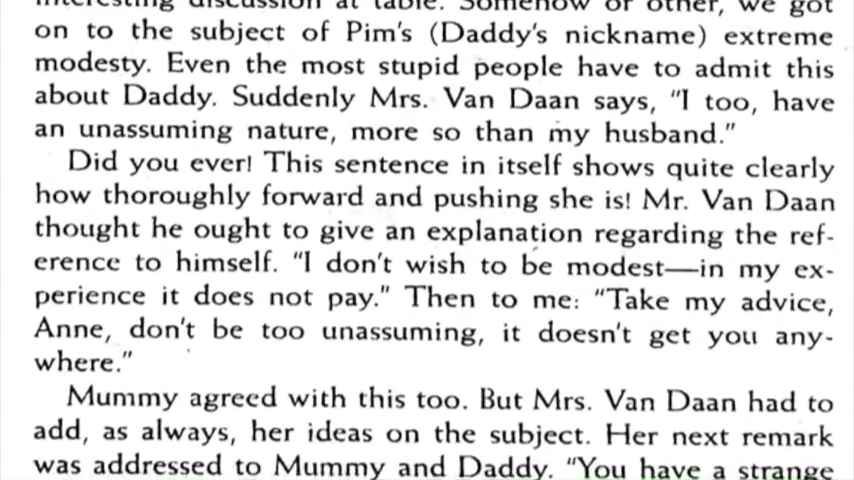 interesting discussion at table. Somehow or other, we got
on to the subject of Pim's (Daddy's nickname) extreme
modesty. Even the most stupid people have to admit this
about Daddy. Suddenly Mrs. Van Daan says, "I too, have
an unassuming nature, more so than my husband."
Did you ever! This sentence in itself shows quite clearly
how thoroughly forward and pushing she is! Mr. Van Daan
thought he ought to give an explanation regarding the ref-
erence to himself. "I don't wish to be modest—in my ex-
perience it does not pay." Then to me: "Take my advice,
Anne, don't be too unassuming, it doesn't get you any-
where."
Mummy agreed with this too. But Mrs. Van Daan had to
add, as always, her ideas on the subject. Her next remark
was addressed to Mummy and Daddy. "You have a strange